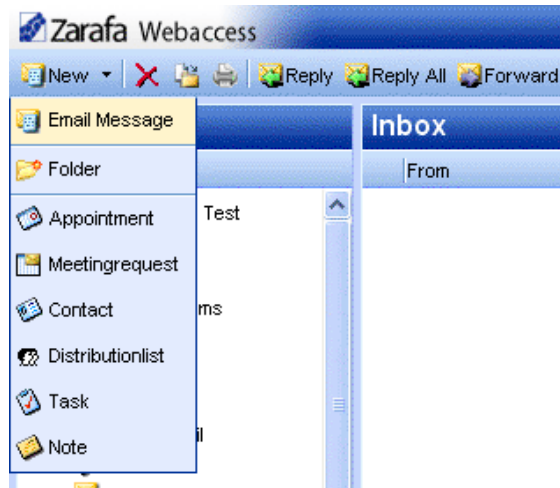 Zarafa Webaccess
New Reply Reply All Forward
Email Message
Inbox
Folder
From
Appointment
Test
Meetingrequest
Contact
ms
Distributionlist
Task
Note
il